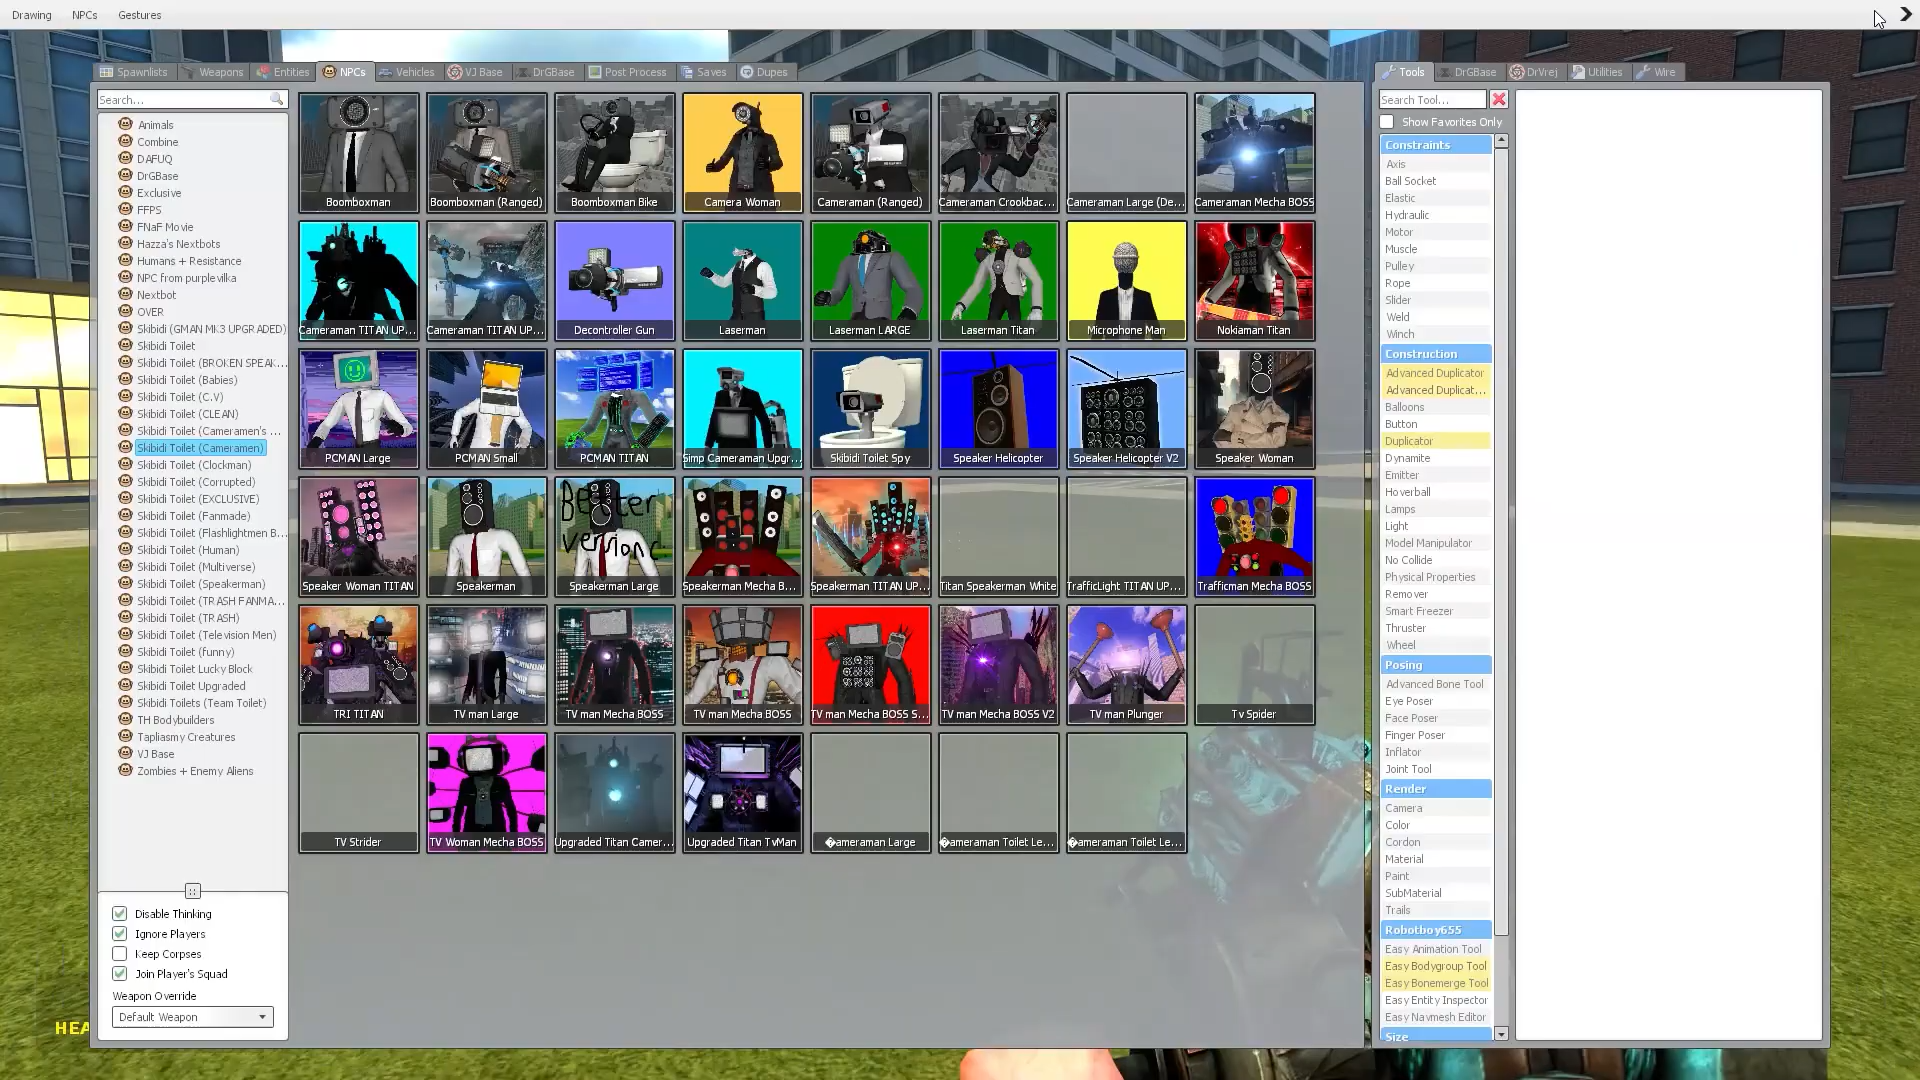 Drawing NPCs Gestures
Spawnlists Weapons Entities NPCs Vehicles VJ Base DrGBase Post Process Saves Dupes
Tools DrGBase DrVrej Utilities Wire
Search...
Animals
Combine
DAFUQ
DrGBase
Exclusive
FFPS
FNaF Movie
Hazza's Nextbots
Humans + Resistance
NPC from purplevilka
Nextbot
OVER
Skibidi (GMAN MK3 UPGRADED)
Skibidi Toilet
Skibidi Toilet (BROKEN SPEAK...
Skibidi Toilet (Babies)
Skibidi Toilet (C.V)
Skibidi Toilet (CLEAN)
Skibidi Toilet (Cameramen's ...
Skibidi Toilet (Cameramen)
Skibidi Toilet (Clockman)
Skibidi Toilet (Corrupted)
Skibidi Toilet (EXCLUSIVE)
Skibidi Toilet (Fanmade)
Skibidi Toilet (Flashlightmen B...
Skibidi Toilet (Human)
Skibidi Toilet (Multiverse)
Skibidi Toilet (Speakerman)
Skibidi Toilet (TRASH FANMA...
Skibidi Toilet (TRASH)
Skibidi Toilet (Television Men)
Skibidi Toilet (funny)
Skibidi Toilet Lucky Block
Skibidi Toilet Upgraded
Skibidi Toilets (Team Toilet)
TH Bodybuilders
Tapliasmy Creatures
VJ Base
Zombies + Enemy Aliens
Disable Thinking
Ignore Players
Keep Corpses
Join Player's Squad
Weapon Override
Default Weapon
HEA
Boomboxman Boomboxman (Ranged) Boomboxman Bike Camera Woman Cameraman (Ranged) Cameraman Crookbac... Cameraman Large (De... Cameraman Mecha BOSS
Cameraman TITAN UP... Cameraman TITAN UP... Decontroller Gun Laserman Laserman LARGE Laserman Titan Microphone Man Nokiaman Titan
PCMAN Large PCMAN Small PCMAN TITAN Simp Cameraman Upgr... Skibidi Toilet Spy Speaker Helicopter Speaker Helicopter V2 Speaker Woman
Better
version
Speaker Woman TITAN Speakerman Speakerman Large Speakerman Mecha B... Speakerman TITAN UP... Titan Speakerman White TrafficLight TITAN UP... Trafficman Mecha BOSS
TRI TITAN TV man Large TV man Mecha BOSS TV man Mecha BOSS TV man Mecha BOSS S... TV man Mecha BOSS V2 TV man Plunger Tv Spider
TV Strider TV Woman Mecha BOSS Upgraded Titan Camer... Upgraded Titan TvMan �ameraman Large �ameraman Toilet Le... �ameraman Toilet Le...
Search Tool...
Show Favorites Only
Constraints
Axis
Ball Socket
Elastic
Hydraulic
Motor
Muscle
Pulley
Rope
Slider
Weld
Winch
Construction
Advanced Duplicator
Advanced Duplicat...
Balloons
Button
Duplicator
Dynamite
Emitter
Hoverball
Lamps
Light
Model Manipulator
No Collide
Physical Properties
Remover
Smart Freezer
Thruster
Wheel
Posing
Advanced Bone Tool
Eye Poser
Face Poser
Finger Poser
Inflator
Joint Tool
Render
Camera
Color
Cordon
Material
Paint
SubMaterial
Trails
Robotboy655
Easy Animation Tool
Easy Bodygroup Tool
Easy Bonemerge Tool
Easy Entity Inspector
Easy Navmesh Editor
Size